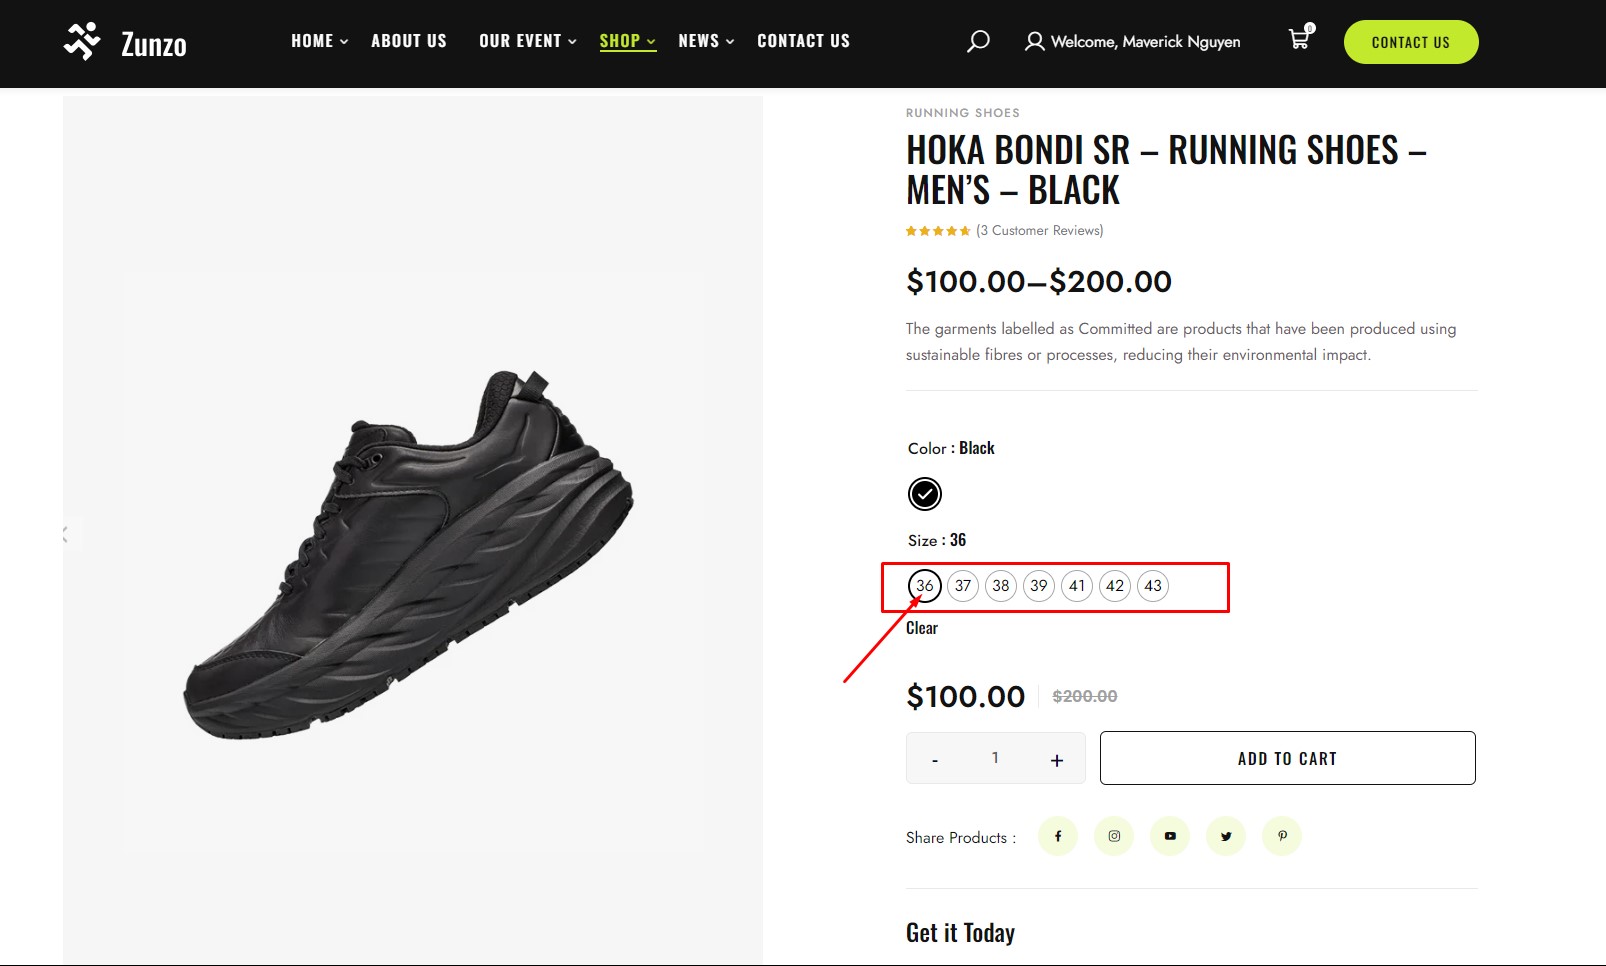 Zunzo
HOME ABOUT US OUR EVENT SHOP NEWS CONTACT US
Welcome, Maverick Nguyen
0
CONTACT US
RUNNING SHOES
HOKA BONDI SR – RUNNING SHOES –
MEN’S – BLACK
(3 Customer Reviews)
$100.00–$200.00
The garments labelled as Committed are products that have been produced using
sustainable fibres or processes, reducing their environmental impact.
Color : Black
Size : 36
36 37 38 39 41 42 43
Clear
$100.00 $200.00
- 1 +
ADD TO CART
Share Products :
Get it Today